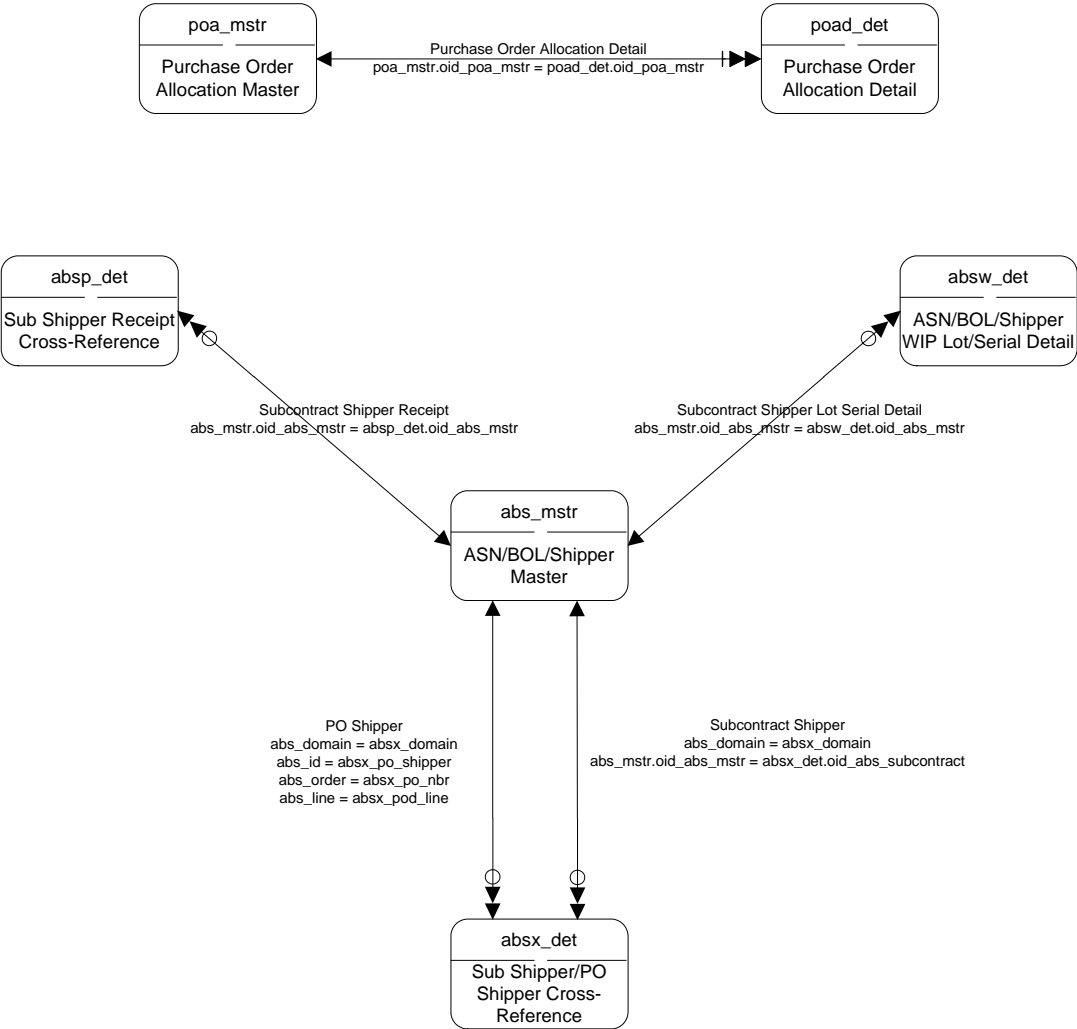 poa_mstr
Purchase Order
Allocation Master
Purchase Order Allocation Detail
poa_mstr.oid_poa_mstr = poad_det.oid_poa_mstr
poad_det
Purchase Order
Allocation Detail
absp_det
Sub Shipper Receipt
Cross-Reference
absw_det
ASN/BOL/Shipper
WIP Lot/Serial Detail
Subcontract Shipper Receipt
abs_mstr.oid_abs_mstr = absp_det.oid_abs_mstr
Subcontract Shipper Lot Serial Detail
abs_mstr.oid_abs_mstr = absw_det.oid_abs_mstr
abs_mstr
ASN/BOL/Shipper
Master
PO Shipper
abs_domain = absx_domain
abs_id = absx_po_shipper
abs_order = absx_po_nbr
abs_line = absx_pod_line
Subcontract Shipper
abs_domain = absx_domain
abs_mstr.oid_abs_mstr = absx_det.oid_abs_subcontract
absx_det
Sub Shipper/PO
Shipper Cross-
Reference